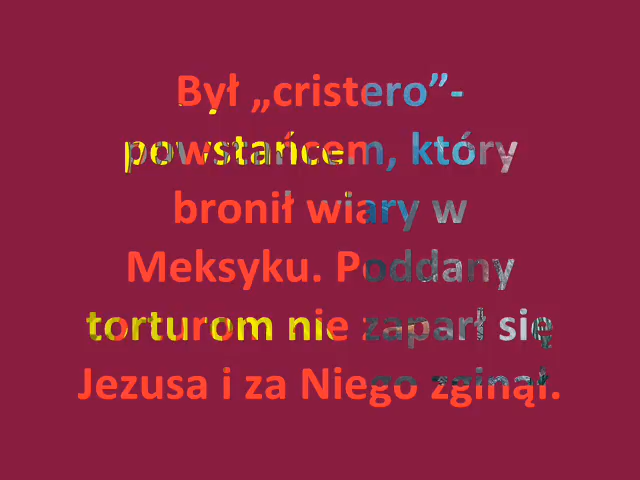 Był „cristero”-
powstańcem, który
bronił wiary w
Meksyku. Poddany
torturom nie zaparł się
Jezusa i za Niego zginął.